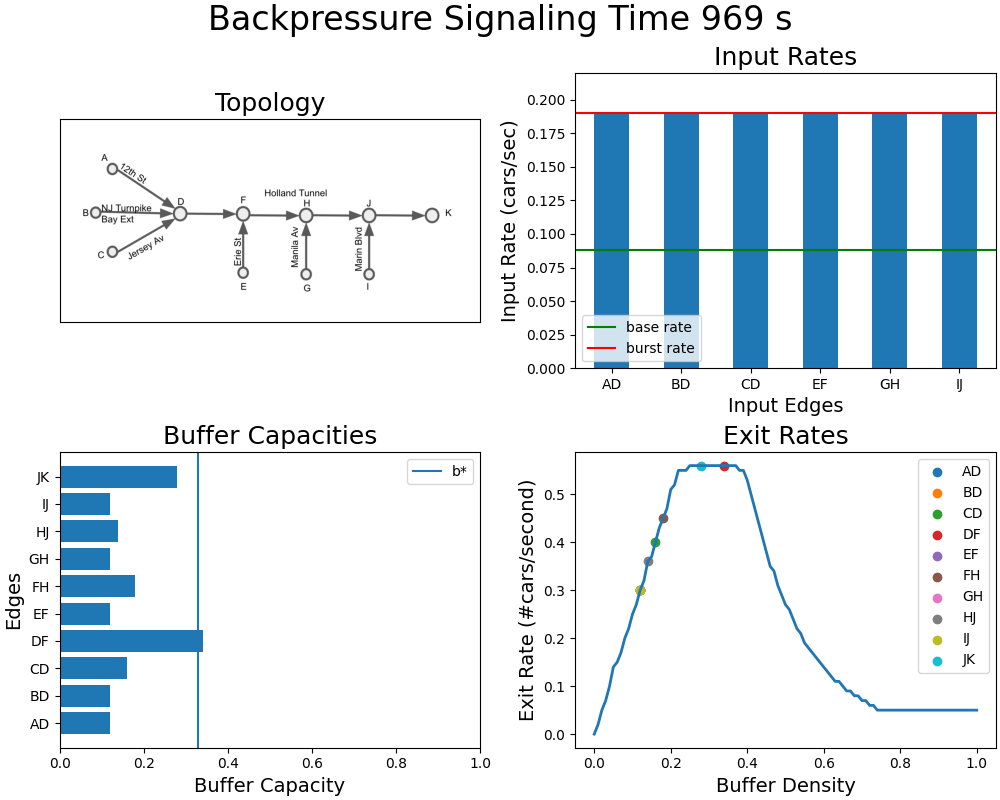 Backpressure Signaling Time 969 s
Topology
A
12th St
B
NJ Turnpike
Bay Ext
C
Jersey Av
D
F
Holland Tunnel
H
J
K
Erie St
Manila Av
Marin Blvd
E
G
I
Input Rates
Input Rate (cars/sec)
0.200
0.175
0.150
0.125
0.100
0.075
0.050
0.025
0.000
base rate
burst rate
AD BD CD EF GH IJ
Input Edges
Buffer Capacities
Edges
JK
IJ
HJ
GH
FH
EF
DF
CD
BD
AD
b*
0.0 0.2 0.4 0.6 0.8 1.0
Buffer Capacity
Exit Rates
Exit Rate (#cars/second)
0.5
0.4
0.3
0.2
0.1
0.0
AD
BD
CD
DF
EF
FH
GH
HJ
IJ
JK
0.0 0.2 0.4 0.6 0.8 1.0
Buffer Density